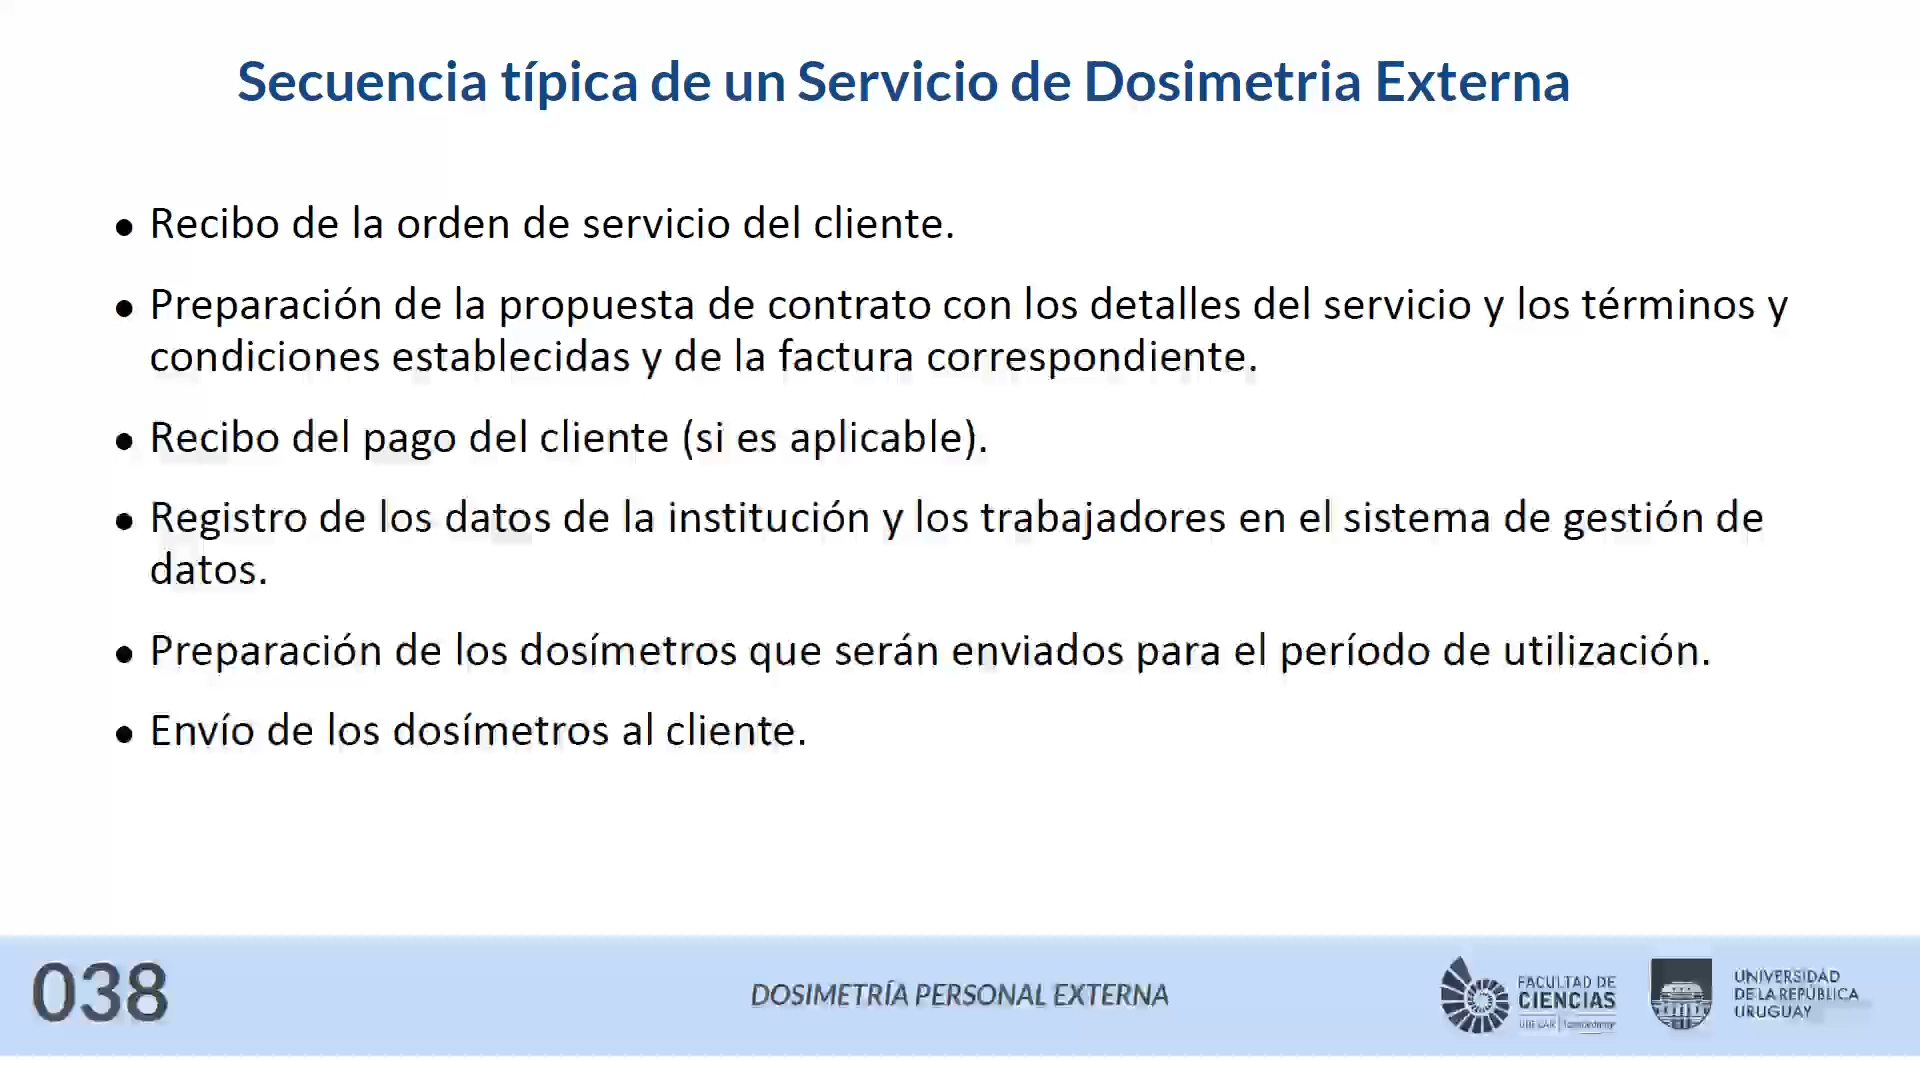 Secuencia típica de un Servicio de Dosimetria Externa
● Recibo de la orden de servicio del cliente.
● Preparación de la propuesta de contrato con los detalles del servicio y los términos y
condiciones establecidas y de la factura correspondiente.
● Recibo del pago del cliente (si es aplicable).
● Registro de los datos de la institución y los trabajadores en el sistema de gestión de
datos.
● Preparación de los dosímetros que serán enviados para el período de utilización.
● Envío de los dosímetros al cliente.
038
DOSIMETRÍA PERSONAL EXTERNA
FACULTAD DE
CIENCIAS
UNIVERSIDAD
DE LA REPÚBLICA
URUGUAY